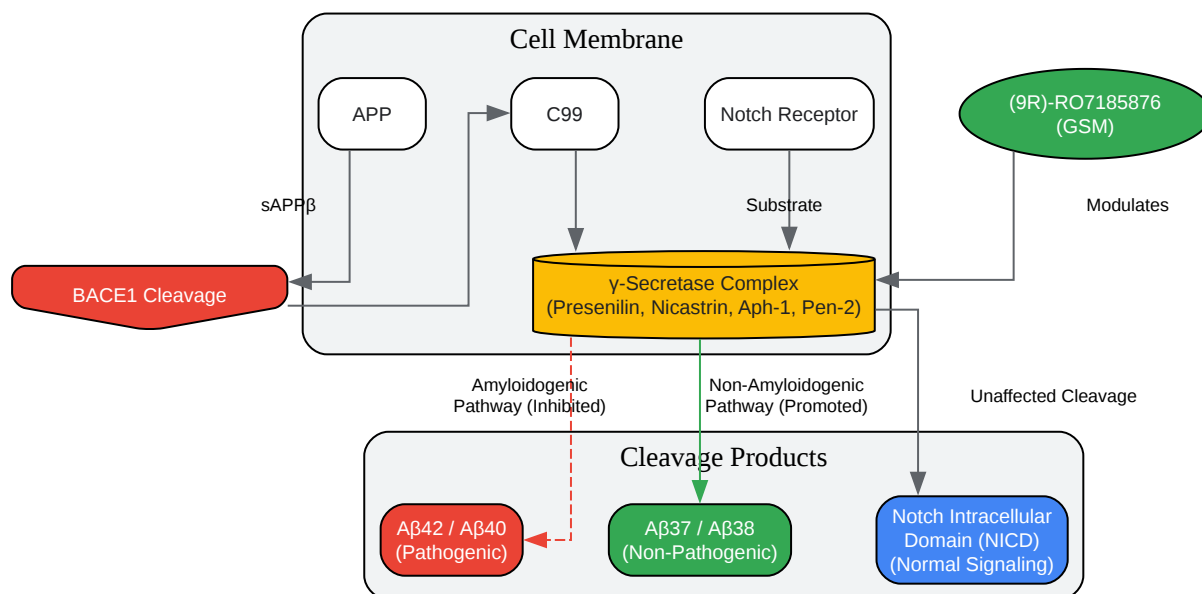 Cell Membrane
APP
C99
Notch Receptor
(9R)-RO7185876
(GSM)
sAPPβ
Substrate
Modulates
BACE1 Cleavage
γ-Secretase Complex
(Presenilin, Nicastrin, Aph-1, Pen-2)
Amyloidogenic
Pathway (Inhibited)
Non-Amyloidogenic
Pathway (Promoted)
Unaffected Cleavage
Cleavage Products
Aβ42 / Aβ40
(Pathogenic)
Aβ37 / Aβ38
(Non-Pathogenic)
Notch Intracellular
Domain (NICD)
(Normal Signaling)